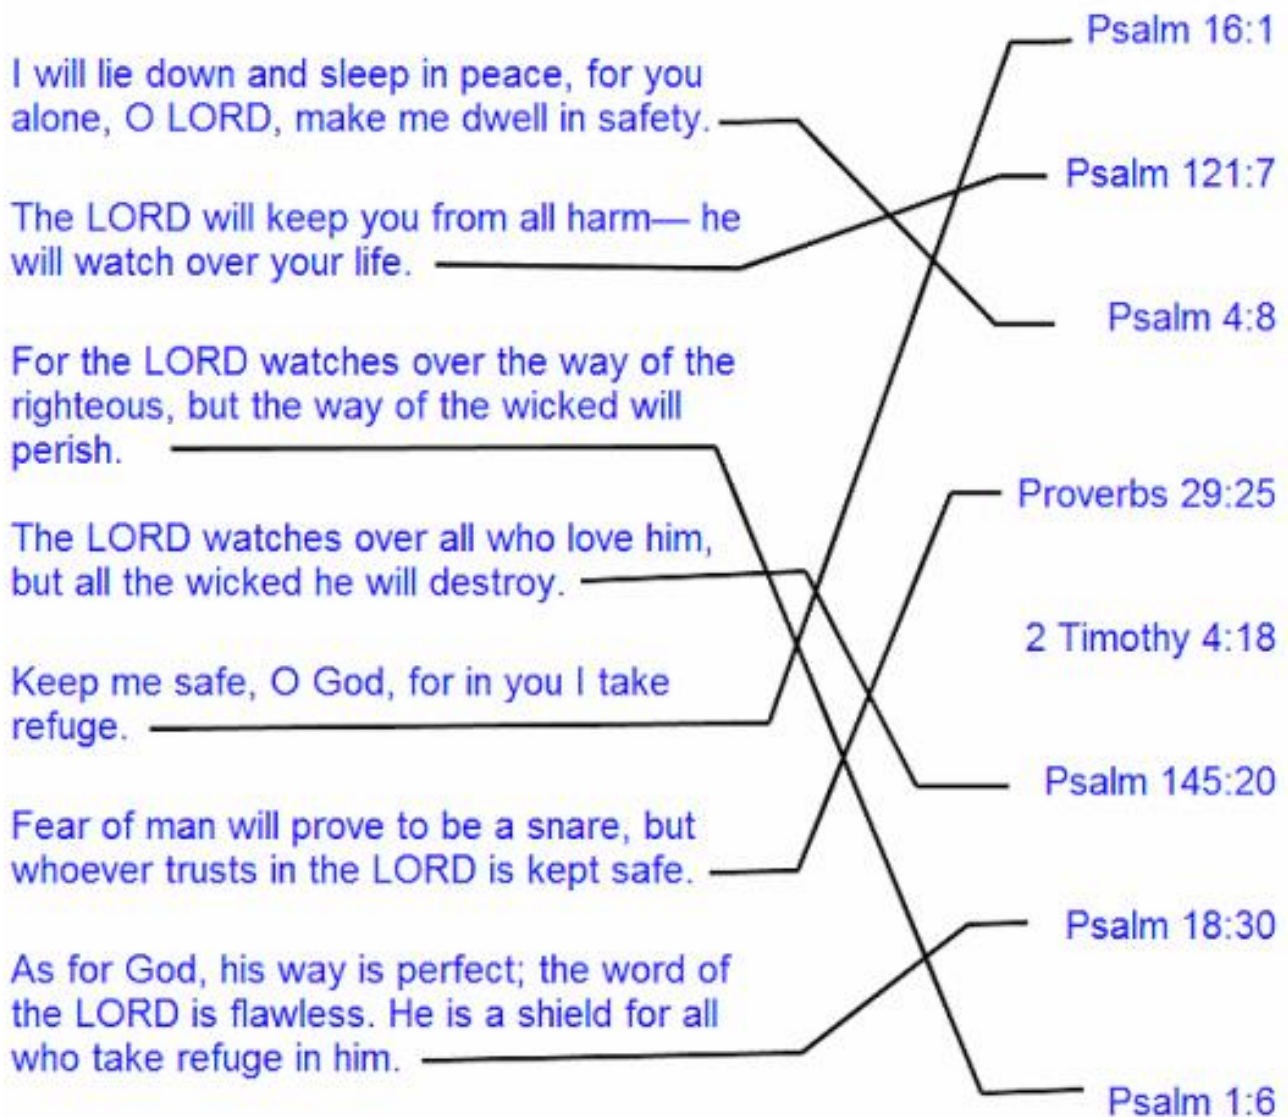 I will lie down and sleep in peace, for you
alone, O LORD, make me dwell in safety.
The LORD will keep you from all harm— he
will watch over your life.
For the LORD watches over the way of the
righteous, but the way of the wicked will
perish.
The LORD watches over all who love him,
but all the wicked he will destroy.
Keep me safe, O God, for in you I take
refuge.
Fear of man will prove to be a snare, but
whoever trusts in the LORD is kept safe.
As for God, his way is perfect; the word of
the LORD is flawless. He is a shield for all
who take refuge in him.
Psalm 16:1
Psalm 121:7
Psalm 4:8
Proverbs 29:25
2 Timothy 4:18
Psalm 145:20
Psalm 18:30
Psalm 1:6